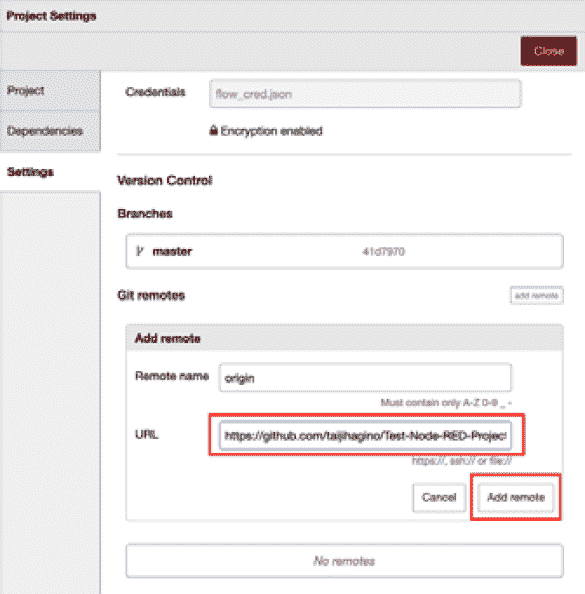 Project Settings
Close
Project
Dependencies
Settings
Credentials
flow_cred.json
Encryption enabled
Version Control
Branches
master 41d7970
Git remotes add remote
Add remote
Remote name origin
Must contain only A-Z 0-9 _ -
URL https://github.com/taijihagino/Test-Node-RED-Project
https://, ssh:// or file://
Cancel Add remote
No remotes